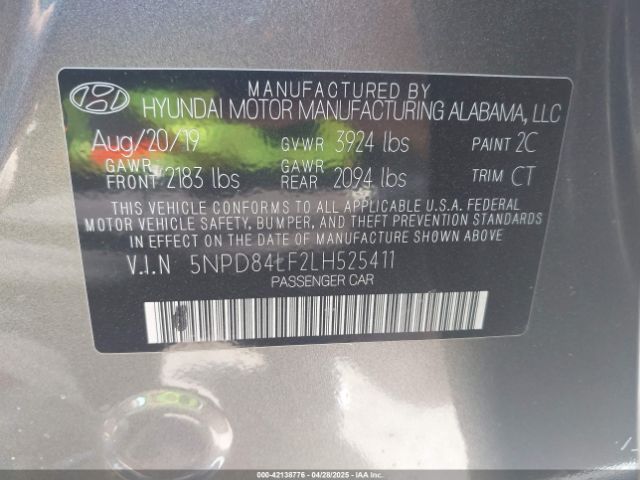 MANUFACTURED BY
HYUNDAI MOTOR MANUFACTURING ALABAMA, LLC
Aug/20/19 GVWR 3924 lbs PAINT 2C
GAWR FRONT 2183 lbs GAWR REAR 2094 lbs TRIM CT
THIS VEHICLE CONFORMS TO ALL APPLICABLE U.S.A. FEDERAL
MOTOR VEHICLE SAFETY, BUMPER, AND THEFT PREVENTION STANDARDS
IN EFFECT ON THE DATE OF MANUFACTURE SHOWN ABOVE.
V.I.N 5NPD84LF2LH525411
PASSENGER CAR
000-42138776 - 04/28/2025 - IAAI.COM